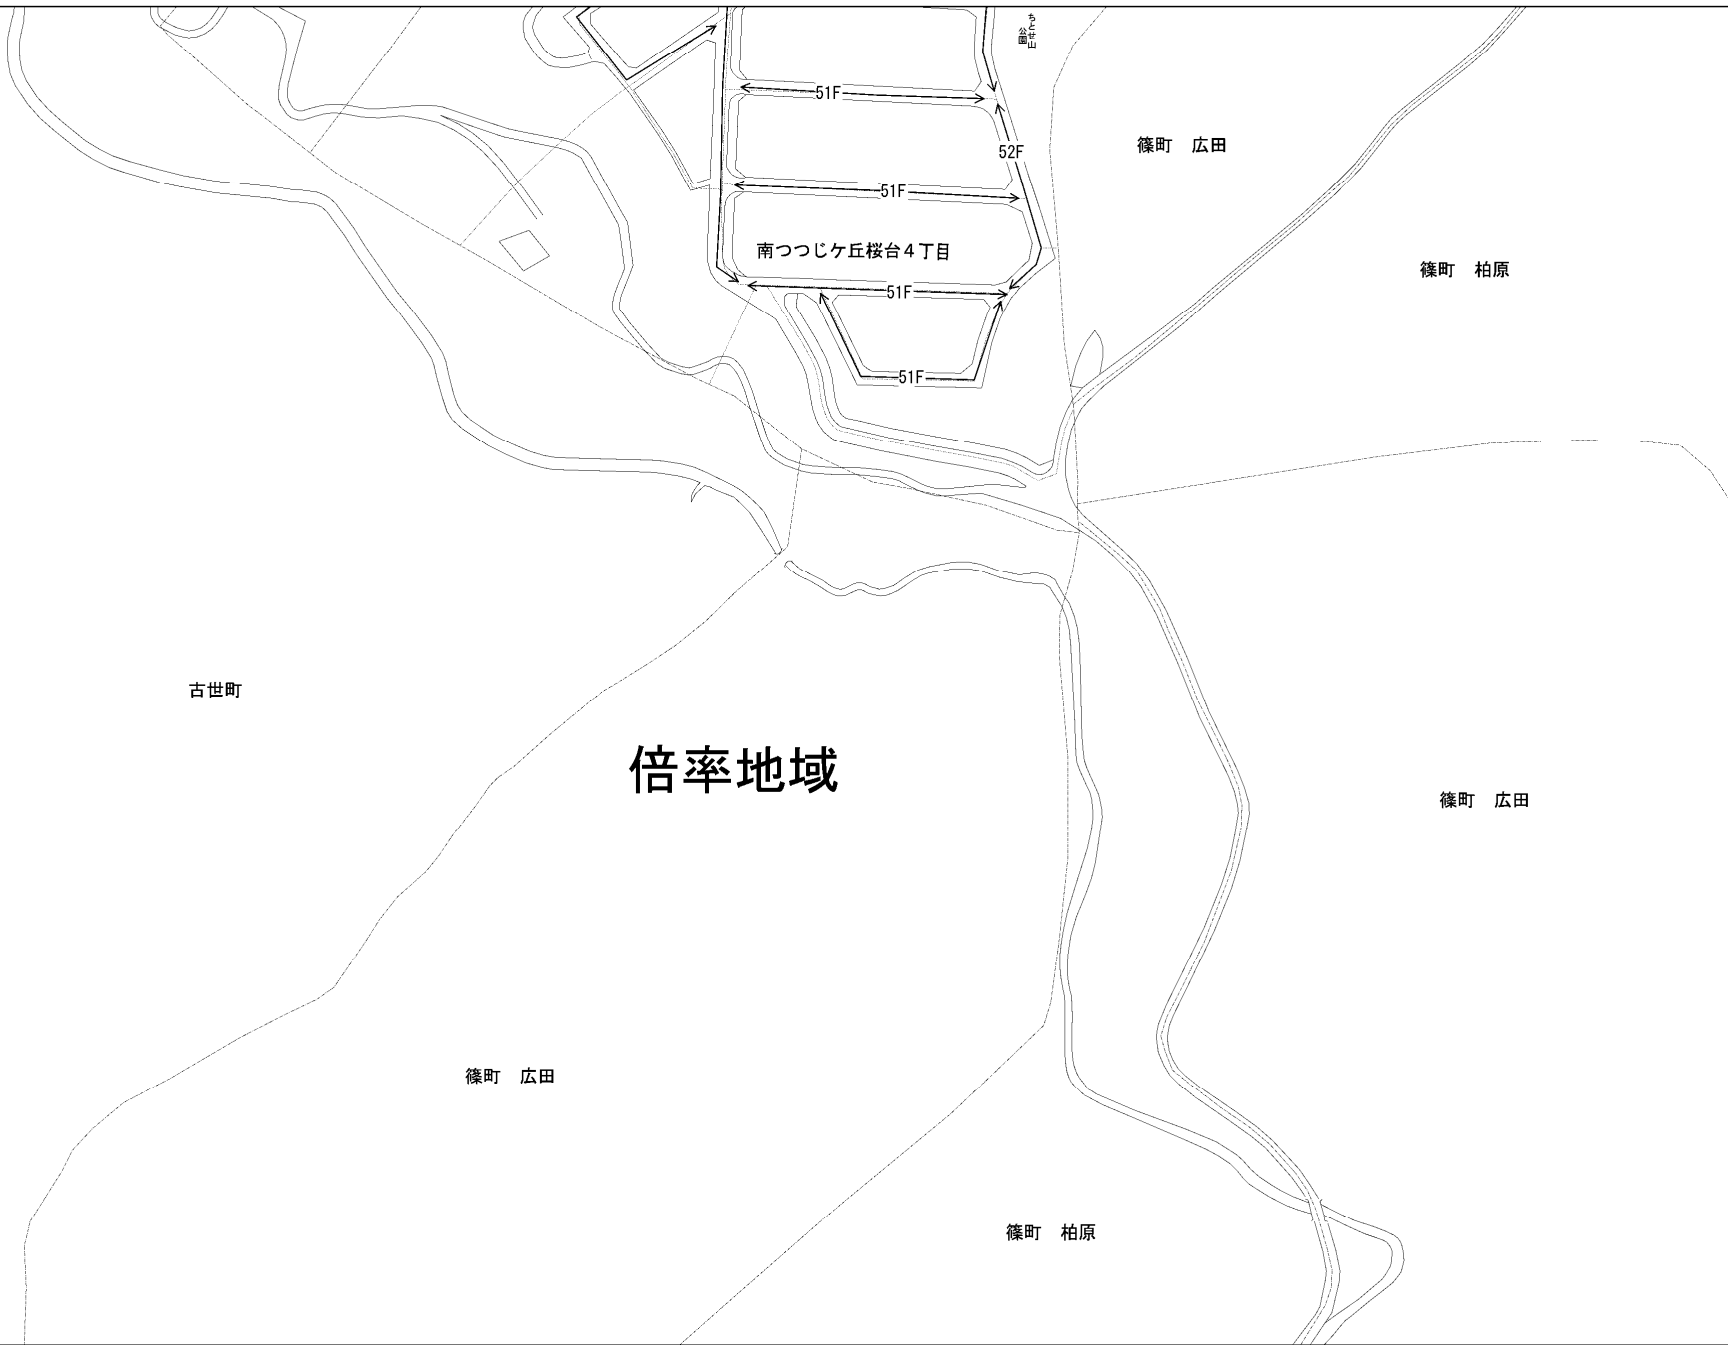 ちとせ山
公園
51F
篠町　広田
52F
51F
南つつじケ丘桜台４丁目
篠町　柏原
51F
51F
古世町
倍率地域
篠町　広田
篠町　広田
篠町　柏原